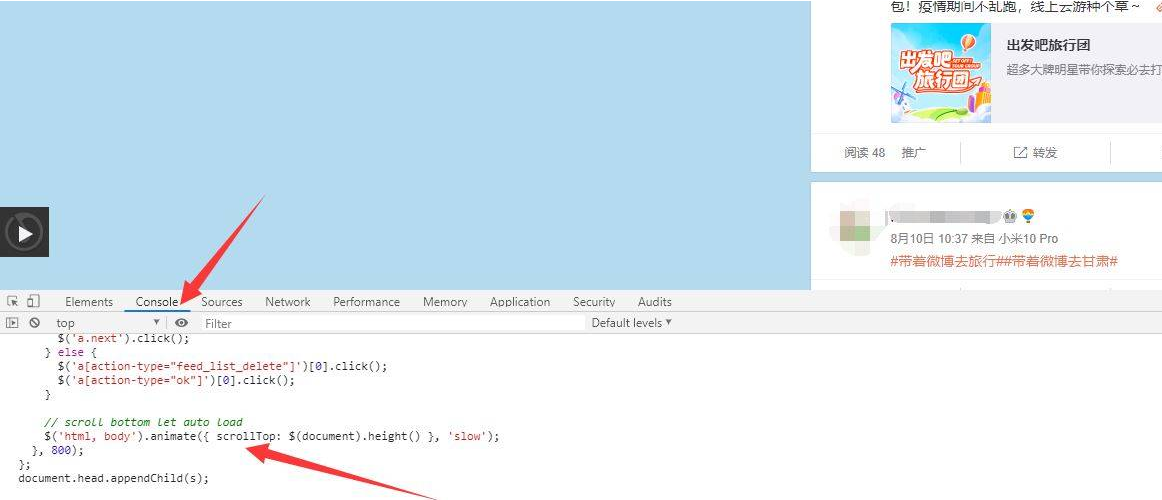 包！疫情期间不乱跑，线上云游种个草～
出发吧
旅行团
GET OFF!
YOUR GROUP
出发吧旅行团
超多大牌明星带你探索必去打
阅读 48 推广 转发
8月10日 10:37 来自 小米10 Pro
#带着微博去旅行##带着微博去甘肃#
Elements Console Sources Network Performance Memory Application Security Audits
top Filter Default levels
$('a.next').click();
} else {
$('a[action-type="feed_list_delete"]')[0].click();
$('a[action-type="ok"]')[0].click();
}
// scroll bottom let auto load
$('html, body').animate({ scrollTop: $(document).height() }, 'slow');
}, 800);
};
document.head.appendChild(s);